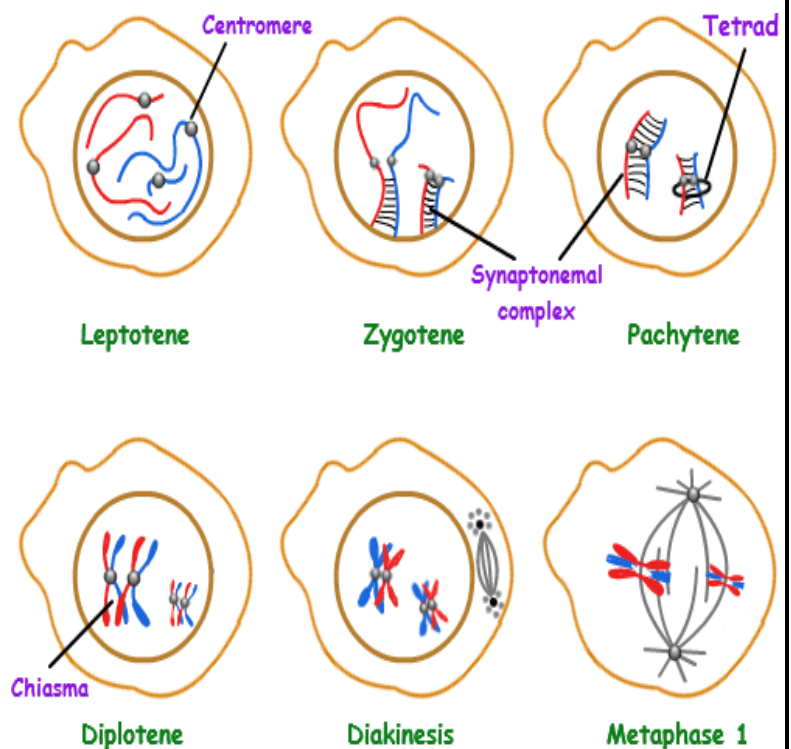 Centromere
Tetrad
Synaptonemal
complex
Leptotene
Zygotene
Pachytene
Chiasma
Diplotene
Diakinesis
Metaphase 1